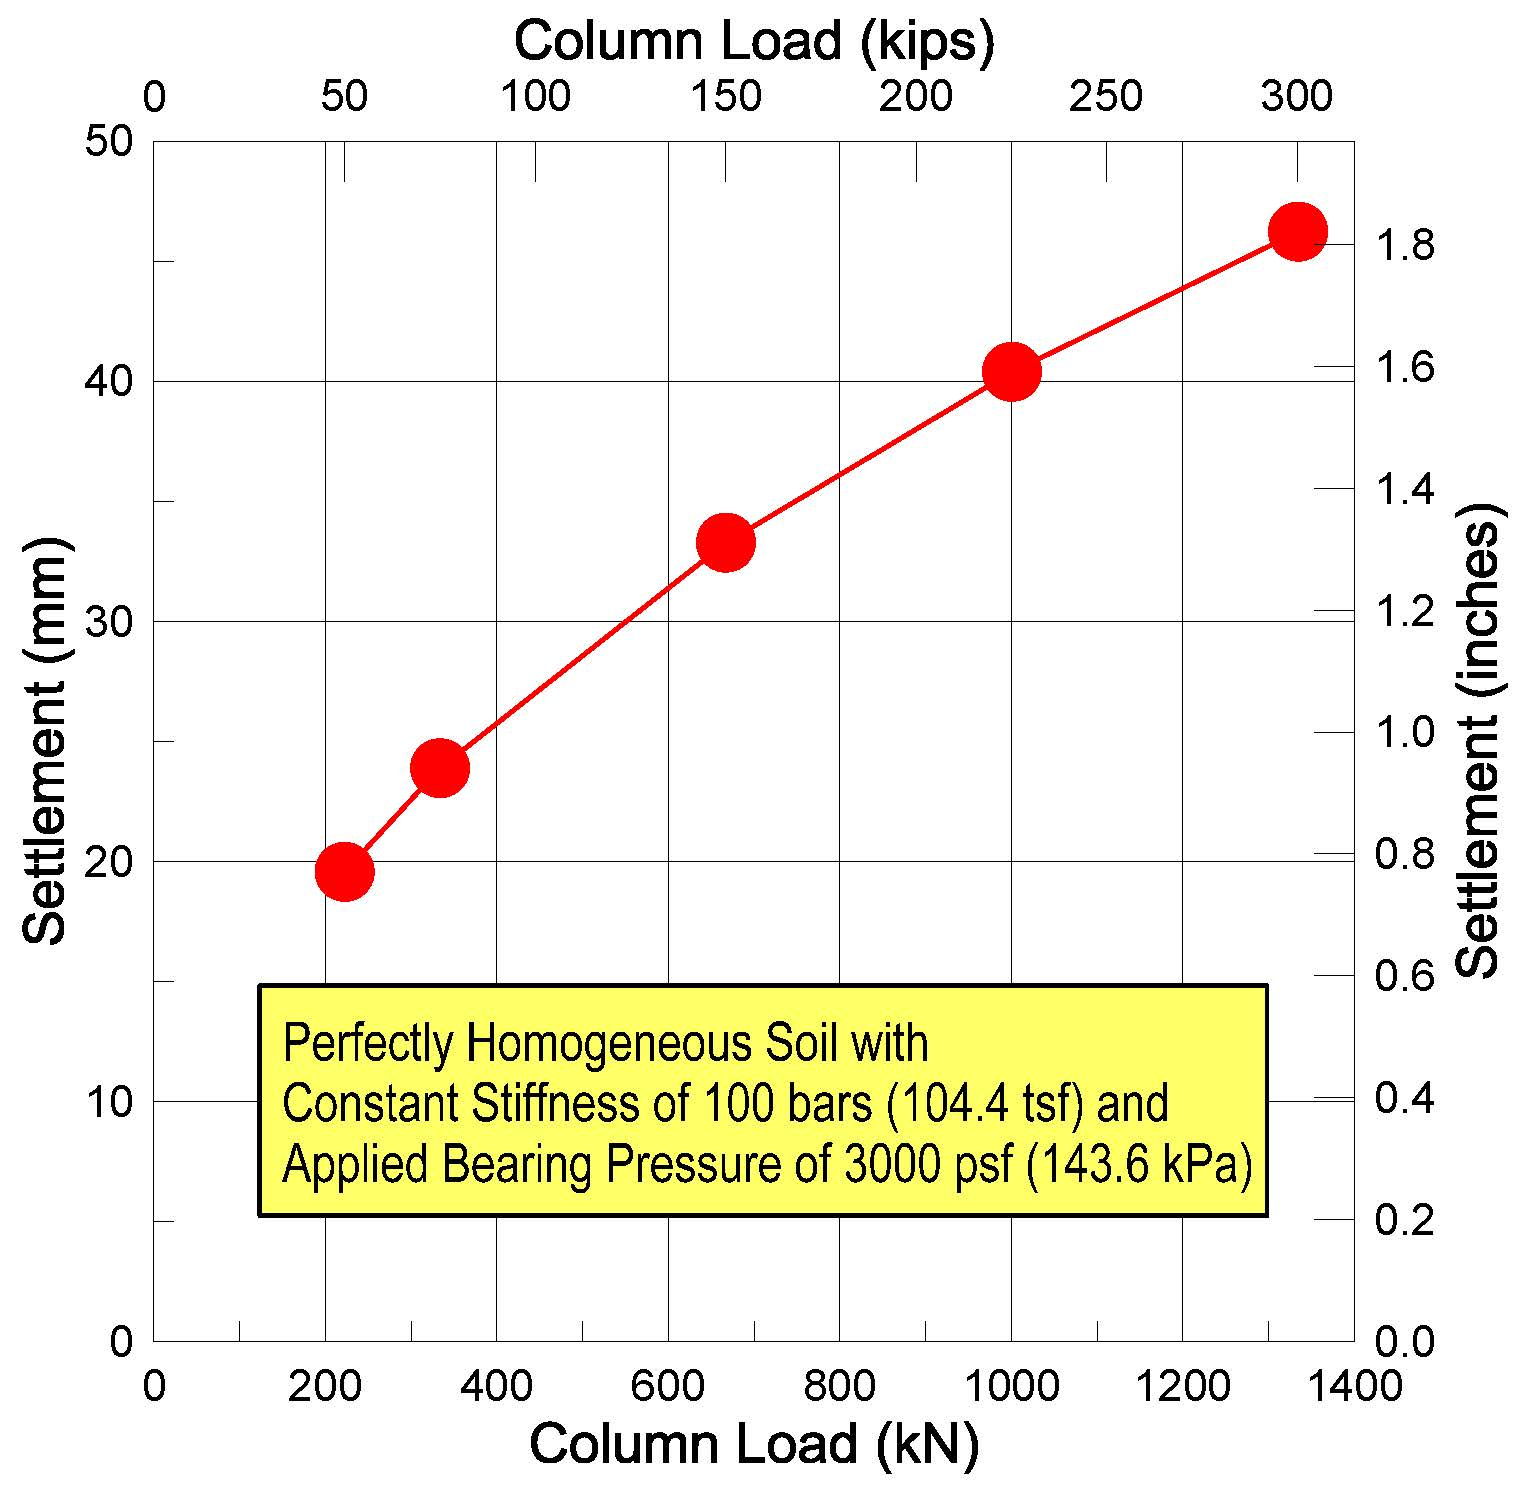 Column Load (kips)
0 50 100 150 200 250 300
50
40
30
20
10
0
Settlement (mm)
1.8
1.6
1.4
1.2
1.0
0.8
0.6
0.4
0.2
0.0
Settlement (inches)
Perfectly Homogeneous Soil with
Constant Stiffness of 100 bars (104.4 tsf) and
Applied Bearing Pressure of 3000 psf (143.6 kPa)
0 200 400 600 800 1000 1200 1400
Column Load (kN)